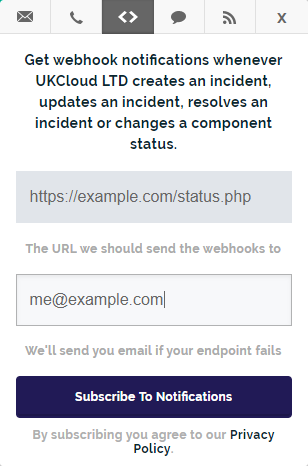 x
Get webhook notifications whenever
UKCloud LTD creates an incident,
updates an incident, resolves an
incident or changes a component
status.
https://example.com/status.php
The URL we should send the webhooks to
me@example.com
We'll send you email if your endpoint fails
Subscribe To Notifications
By subscribing you agree to our Privacy
Policy.